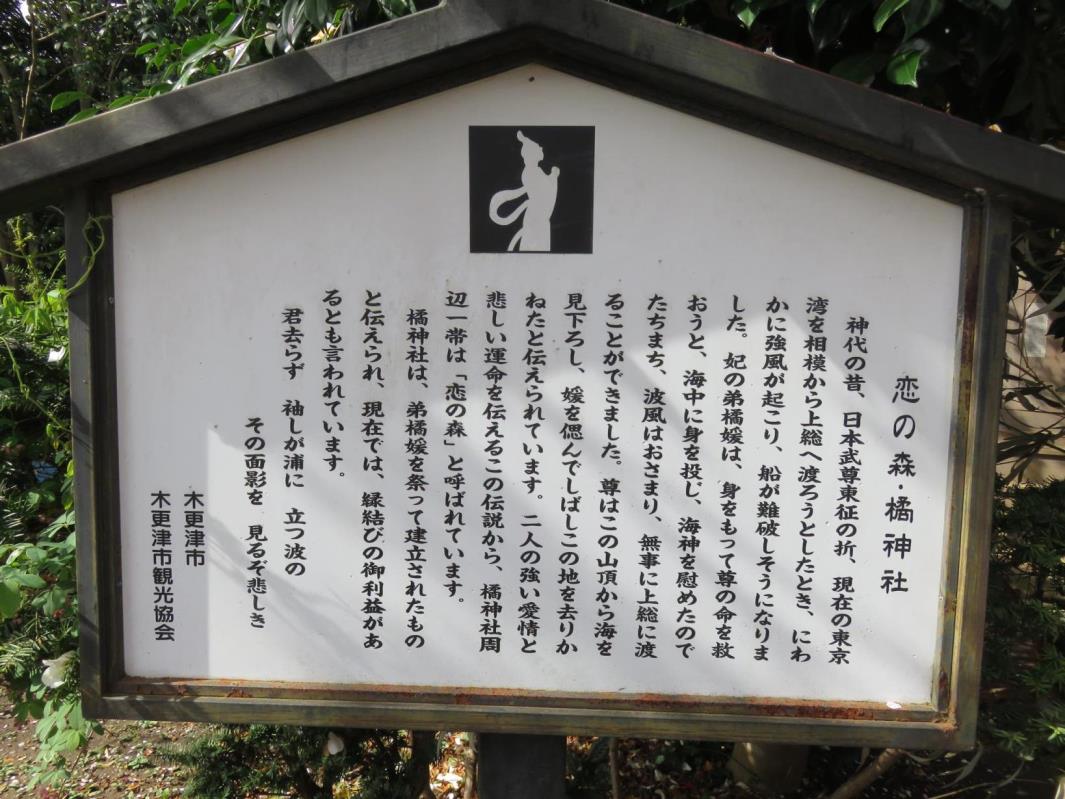 恋の森・橘神社
神代の昔、日本武尊東征の折、現在の東京
湾を相模から上総へ渡ろうとしたとき、にわ
かに強風が起こり、船が難破しそうになりま
した。妃の弟橘媛は、身をもって尊の命を救
おうと、海中に身を投じ、海神を慰めたので
たちまち、波風はおさまり、無事に上総に渡
ることができました。尊はこの山頂から海を
見下ろし、媛を偲んでしばしこの地を去りか
ねたと伝えられています。二人の強い愛情と
悲しい運命を伝えるこの伝説から、橘神社周
辺一帯は「恋の森」と呼ばれています。
橘神社は、弟橘媛を祭って建立されたもの
と伝えられ、現在では、縁結びの御利益があ
るとも言われています。
君去らず 袖しが浦に 立つ波の
その面影を 見るぞ悲しき
木更津市
木更津市観光協会